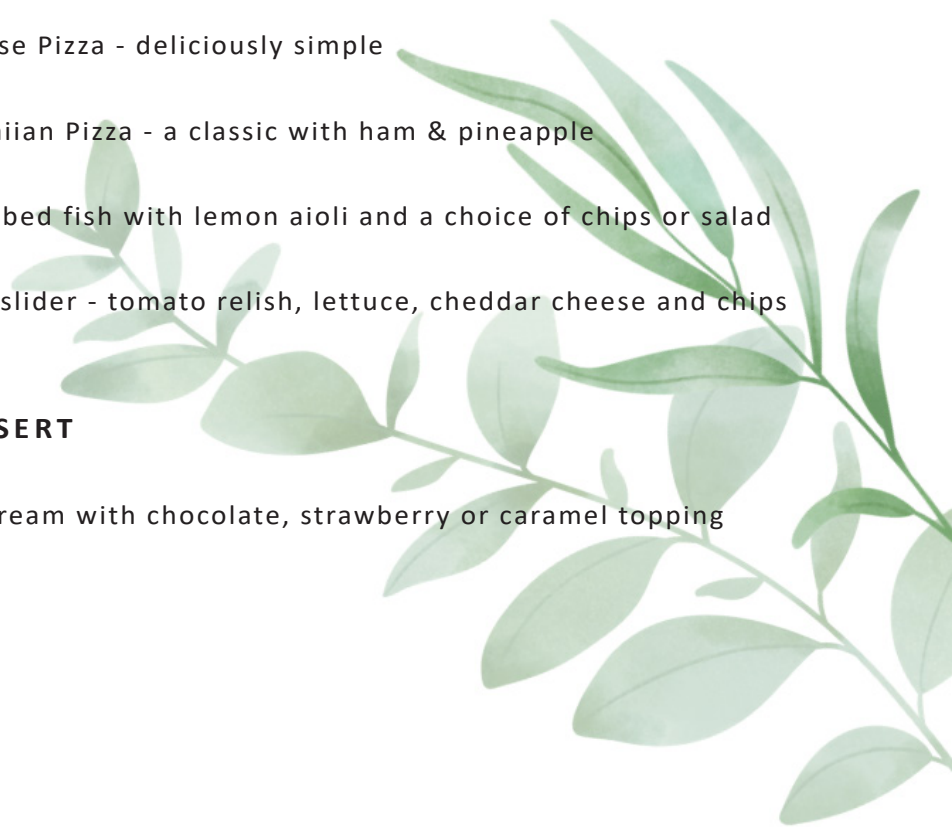 se Pizza - deliciously simple
iian Pizza - a classic with ham & pineapple
bed fish with lemon aioli and a choice of chips or salad
slider - tomato relish, lettuce, cheddar cheese and chips
SERT
ream with chocolate, strawberry or caramel topping